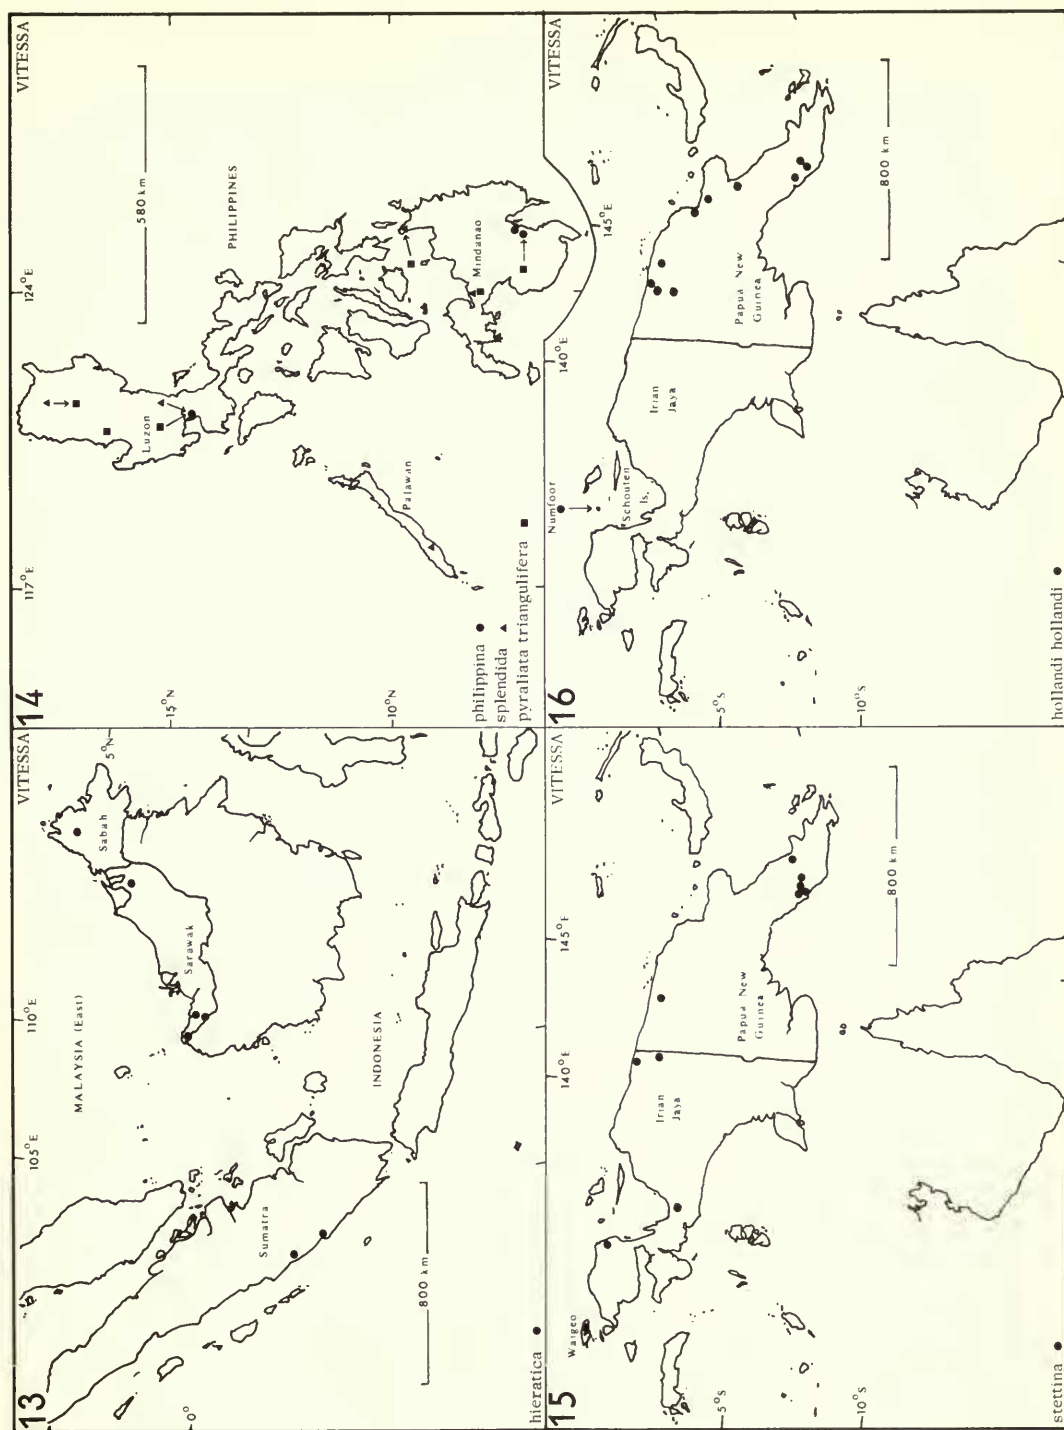 13
VITESSA
MALAYSIA (East)
Sabah
Sarawak
Sumatra
INDONESIA
105°E
110°E
5°N
0°
800 km
hieratica ●
14
VITESSA
PHILIPPINES
117°E
124°E
15°N
10°N
Luzon
Palawan
Mindanao
580 km
philippina ●
splendida ▲
pyraliata triangulifera ■
15
VITESSA
Waigeo
Irian
Jaya
Papua New
Guinea
140°E
145°E
5°S
10°S
800 km
stettina ●
16
VITESSA
Numfoor
Schouten
Is.
Irian
Jaya
Papua New
Guinea
140°E
145°E
5°S
10°S
800 km
hollandi hollandi ●